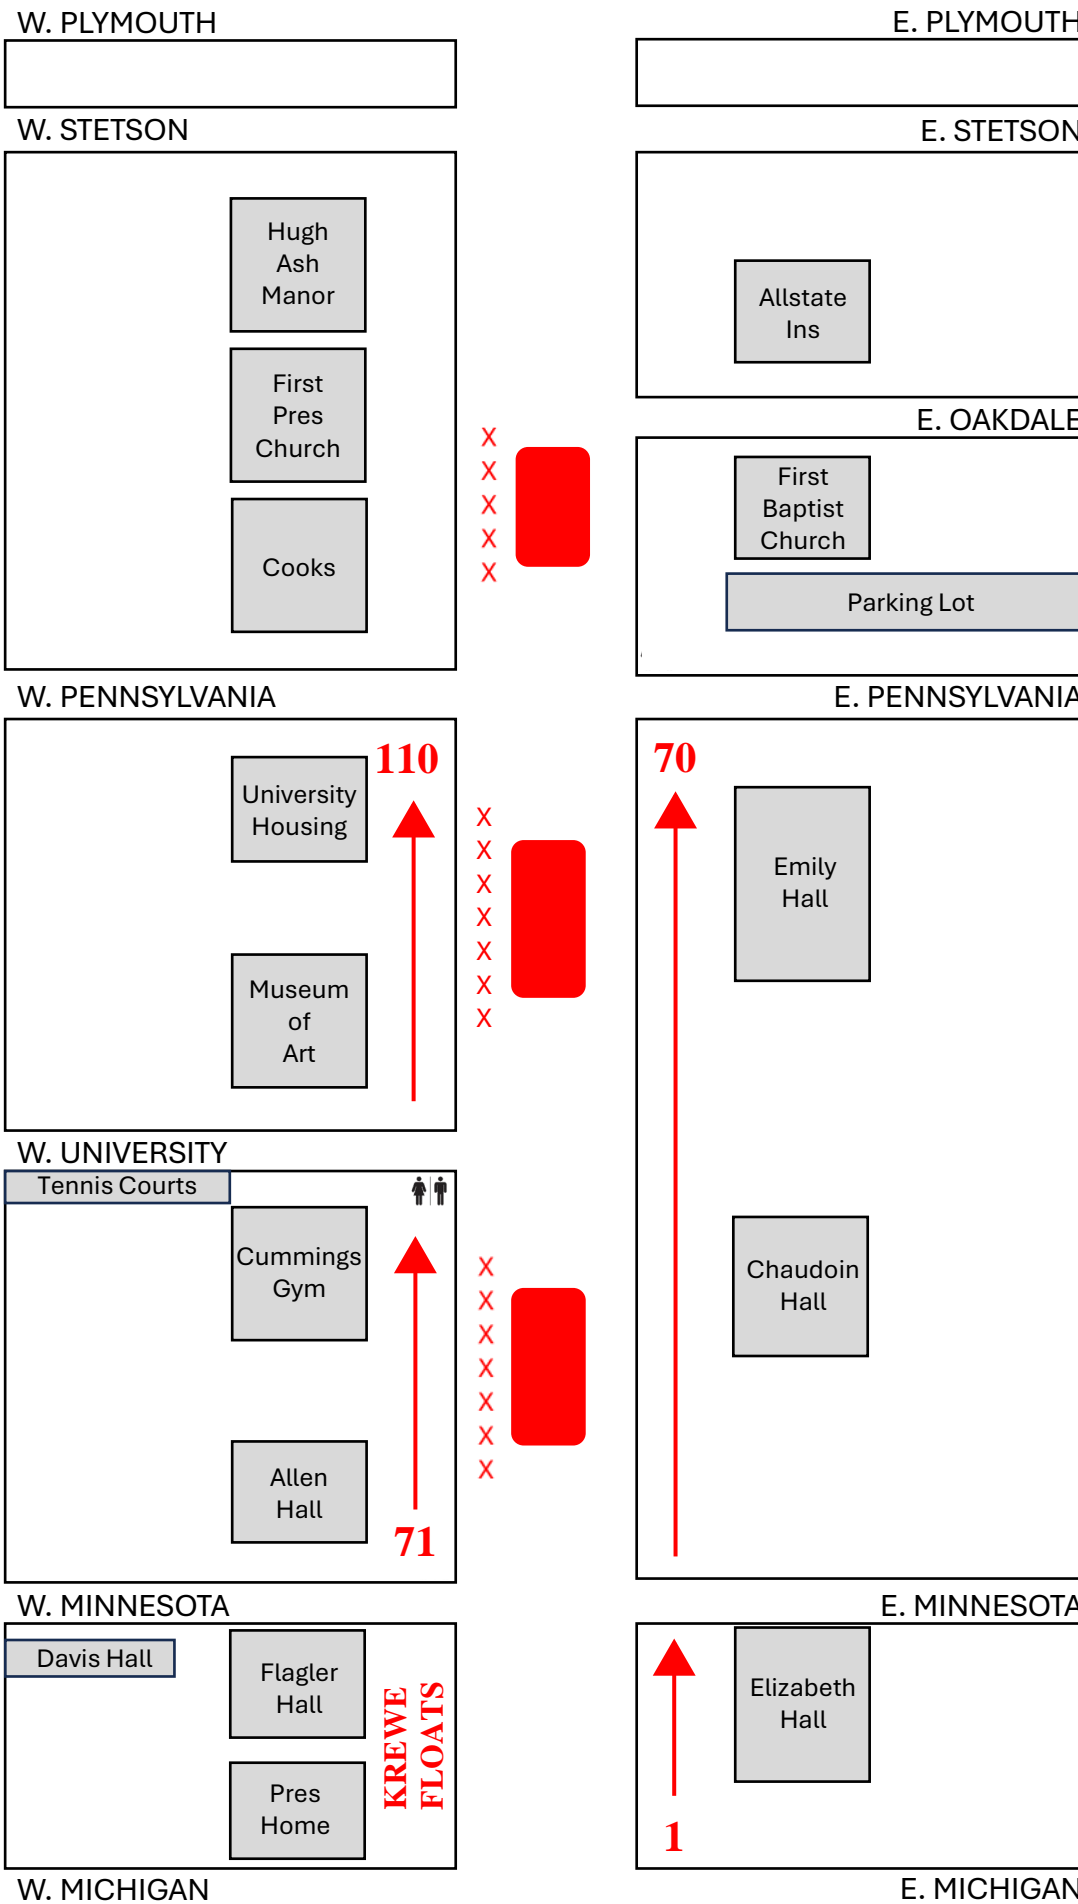 W. PLYMOUTH
E. PLYMOUTH
W. STETSON
E. STETSON
Hugh
Ash
Manor
Allstate
Ins
First
Pres
Church
E. OAKDALE
X
X
X
X
X
First
Baptist
Church
Cooks
Parking Lot
W. PENNSYLVANIA
E. PENNSYLVANIA
110
70
University
Housing
X
X
X
X
X
X
X
Emily
Hall
Museum
of
Art
W. UNIVERSITY
Tennis Courts
Cummings
Gym
X
X
X
X
X
X
X
Chaudoin
Hall
Allen
Hall
71
W. MINNESOTA
E. MINNESOTA
Davis Hall
Flagler
Hall
KREWE
FLOATS
Elizabeth
Hall
Pres
Home
1
W. MICHIGAN
E. MICHIGAN